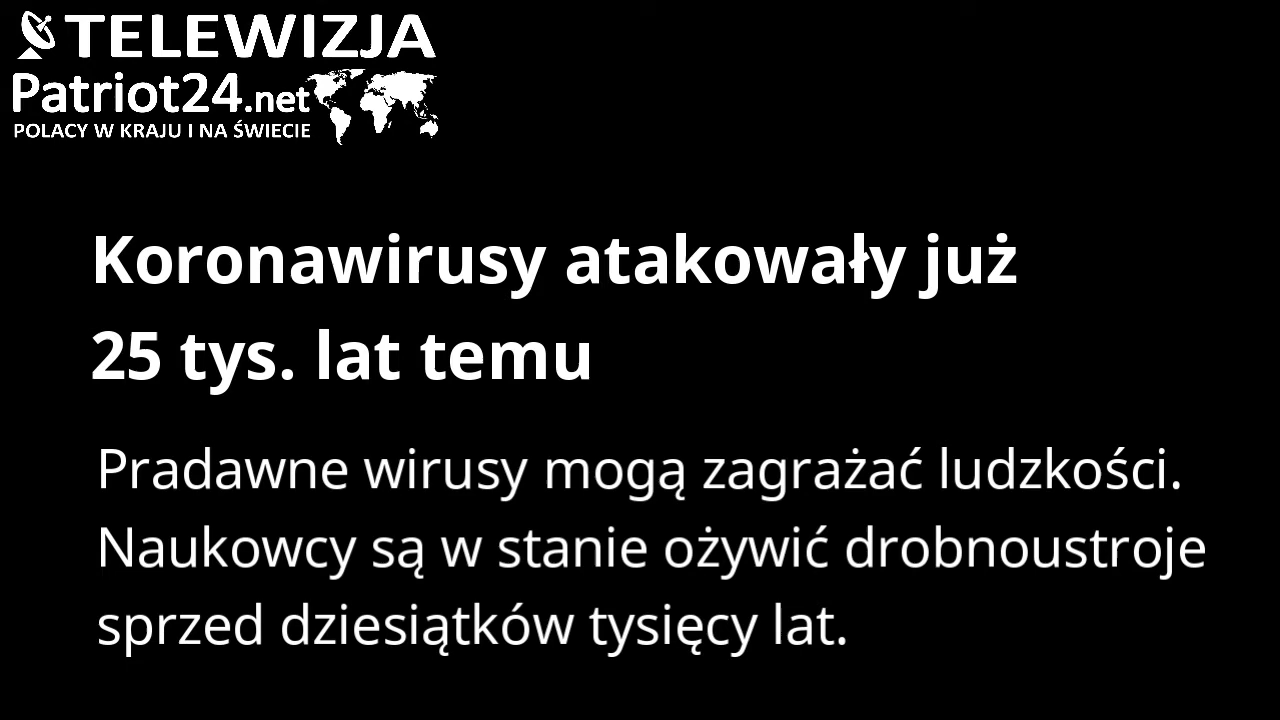 TELEWIZJA
Patriot24.net
POLACY W KRAJU I NA ŚWIECIE
Koronawirusy atakowały już
25 tys. lat temu
Pradawne wirusy mogą zagrażać ludzkości.
Naukowcy są w stanie ożywić drobnoustroje
sprzed dziesiątków tysięcy lat.